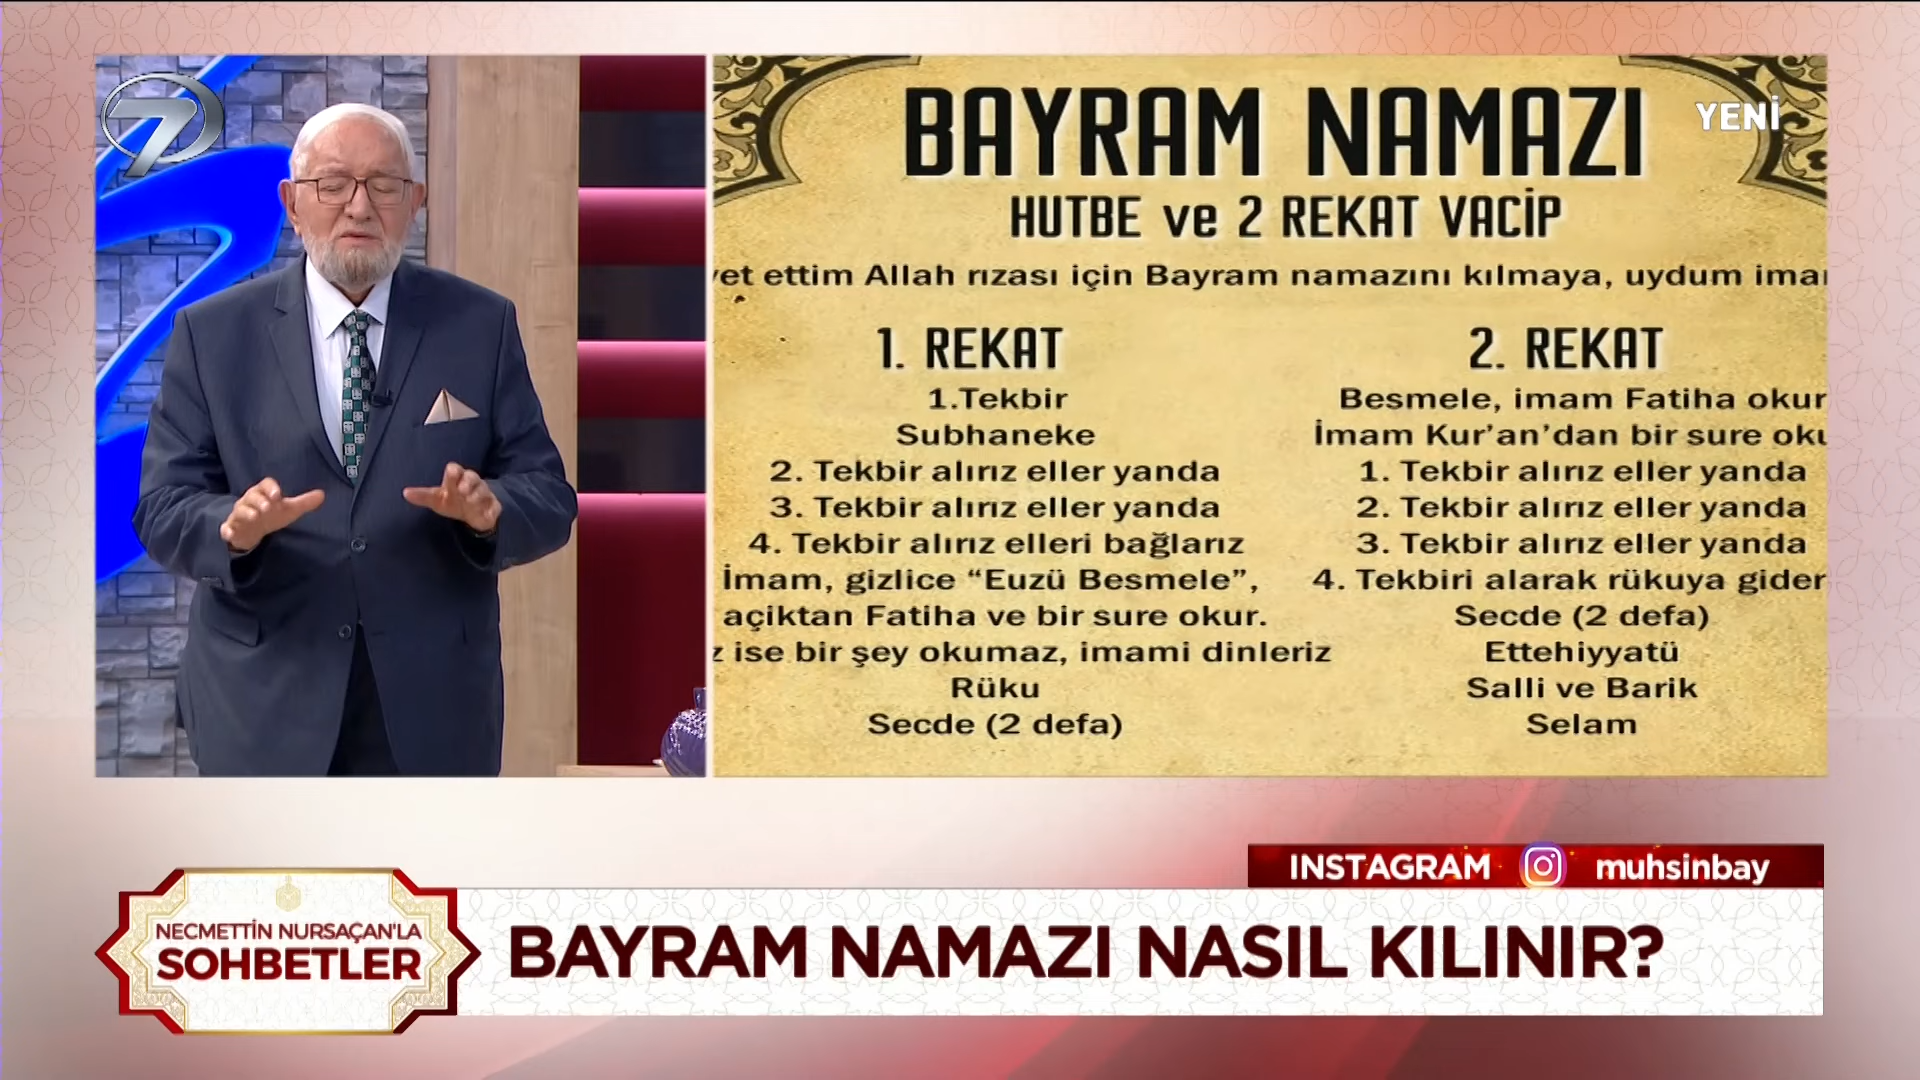 7
BAYRAM NAMAZI
YENİ
HUTBE ve 2 REKAT VACİP
ettim Allah rızası için Bayram namazını kılmaya, uydum
1. REKAT
1.Tekbir
Subhaneke
2. Tekbir alırız eller yanda
3. Tekbir alırız eller yanda
4. Tekbir alırız elleri bağlarız
İmam, gizlice “Euzü Besmele”,
açıktan Fatiha ve bir sure okur.
ise bir şey okumaz, imami dinleriz
Rüku
Secde (2 defa)
2. REKAT
Besmele, imam Fatiha okur
İmam Kur’an’dan bir sure
1. Tekbir alırız eller yanda
2. Tekbir alırız eller yanda
3. Tekbir alırız eller yanda
4. Tekbiri alarak rükuya gider
Secde (2 defa)
Ettehiyyatü
Salli ve Barik
Selam
INSTAGRAM muhsinbay
NECMETTİN NURSAÇAN'LA
SOHBETLER
BAYRAM NAMAZI NASIL KILINIR?